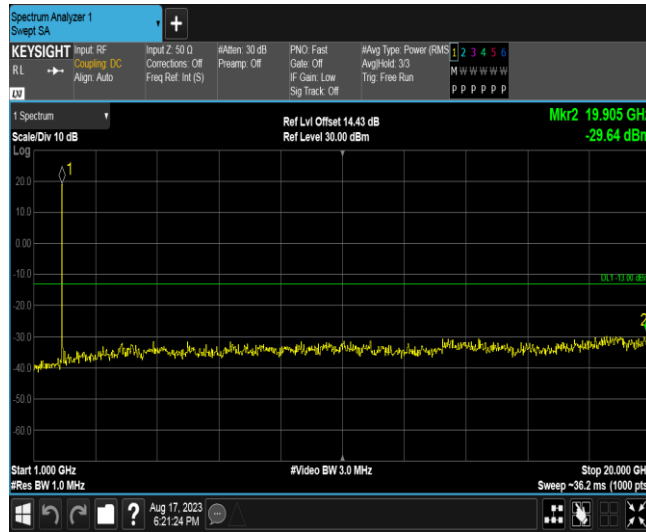 Spectrum Analyzer 1
Swept SA
+
KEYSIGHT
RL
LXI
Input: RF
Coupling: DC
Align: Auto
Input Z: 50 Ω
Corrections: Off
Freq Ref: Int (S)
#Atten: 30 dB
Preamp: Off
PNO: Fast
Gate: Off
IF Gain: Low
Sig Track: Off
#Avg Type: Power (RMS
Avg|Hold: 3/3
Trig: Free Run
1 2 3 4 5 6
M W W W W W
P P P P P P
1 Spectrum
Scale/Div 10 dB
Log
Ref Lvl Offset 14.43 dB
Ref Level 30.00 dBm
Mkr2 19.905 GHz
-29.64 dBm
1
20.0
10.0
0.00
-10.0
DL1 -13.00 dBm
-20.0
2
-30.0
-40.0
-50.0
-60.0
Start 1.000 GHz
#Res BW 1.0 MHz
#Video BW 3.0 MHz
Stop 20.000 GH
Sweep ~36.2 ms (1000 pts
?
Aug 17, 2023
6:21:24 PM